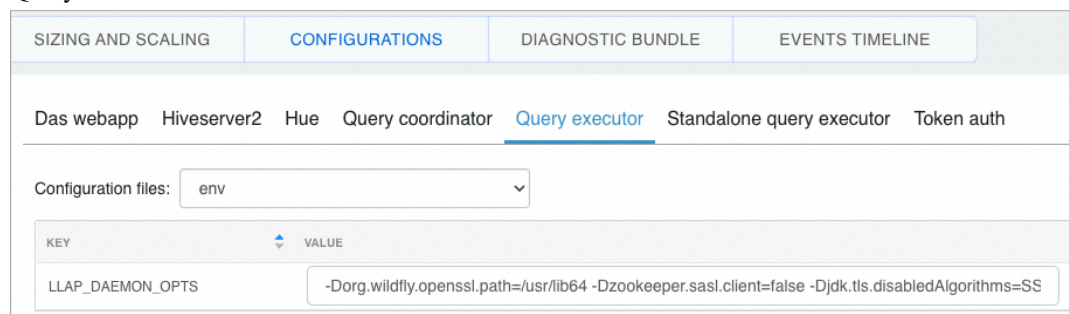 SIZING AND SCALING CONFIGURATIONS DIAGNOSTIC BUNDLE EVENTS TIMELINE
Das webapp Hiveserver2 Hue Query coordinator Query executor Standalone query executor Token auth
Configuration files: env
KEY VALUE
LLAP_DAEMON_OPTS -Dorg.wildfly.openssl.path=/usr/lib64 -Dzookeeper.sasl.client=false -Djdk.tls.disabledAlgorithms=SS